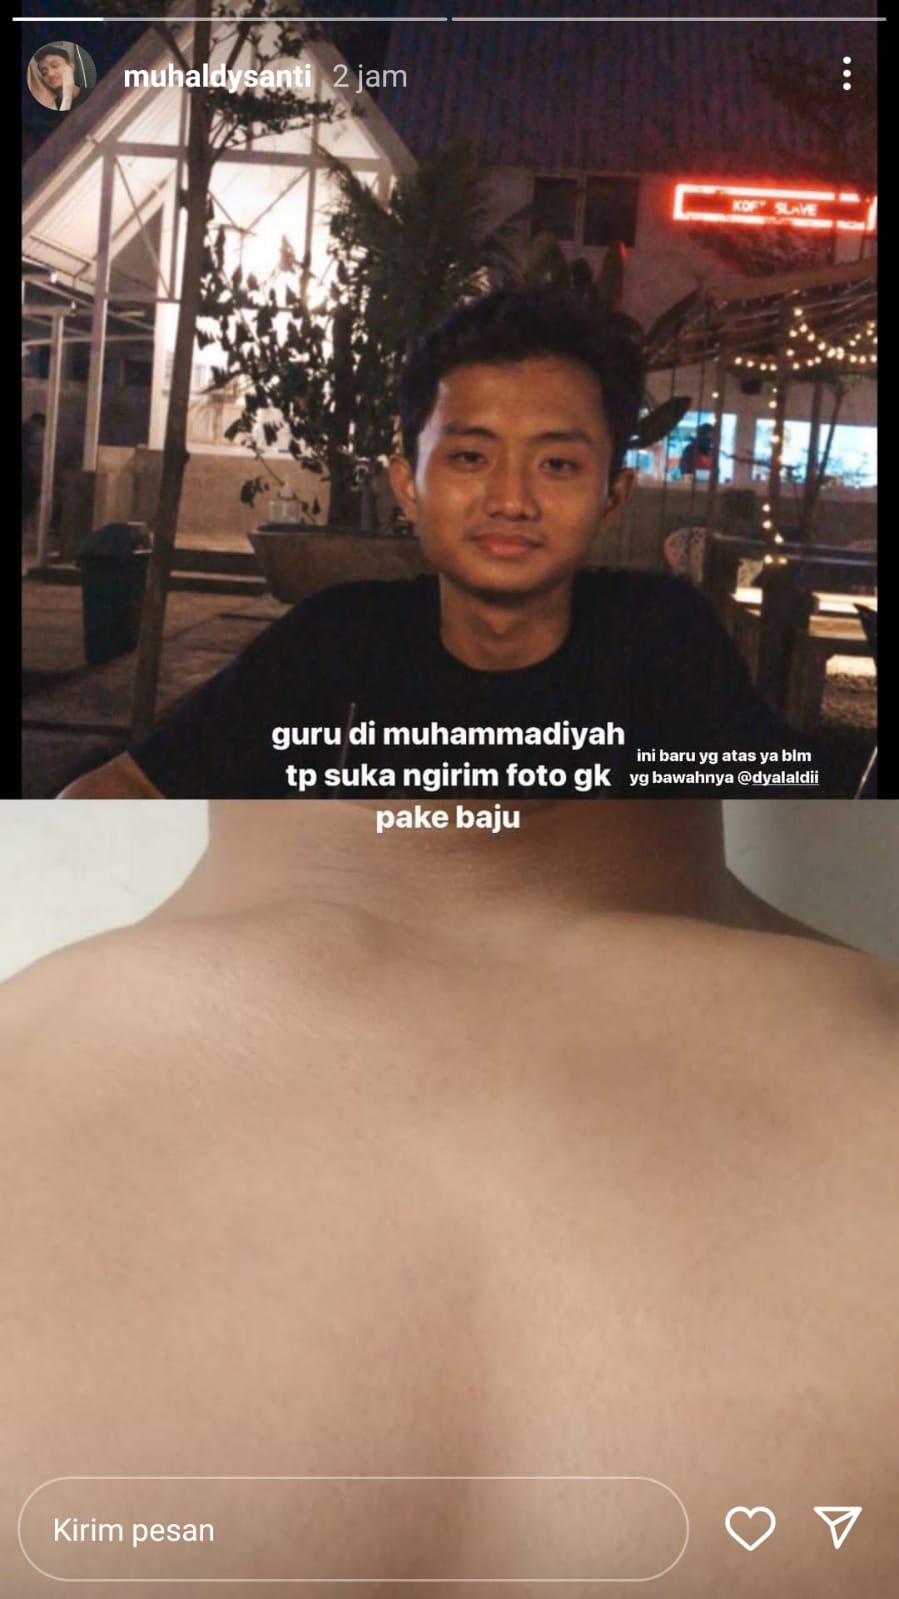 muhaldysanti 2 jam
SLAVE
guru di muhammadiyah
tp suka ngirim foto gk
pake baju
ini baru yg atas ya blm
yg bawahnya @dyalaldii
Kirim pesan